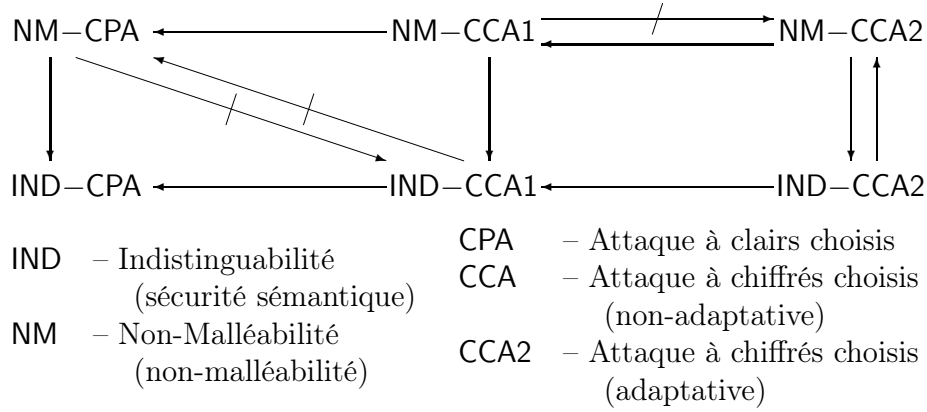 NM−CPA NM−CCA1 NM−CCA2
IND−CPA IND−CCA1 IND−CCA2
IND – Indistinguabilité
(sécurité sémantique)
NM – Non-Malléabilité
(non-malléabilité)
CPA – Attaque à clairs choisis
CCA – Attaque à chiffrés choisis
(non-adaptative)
CCA2 – Attaque à chiffrés choisis
(adaptative)